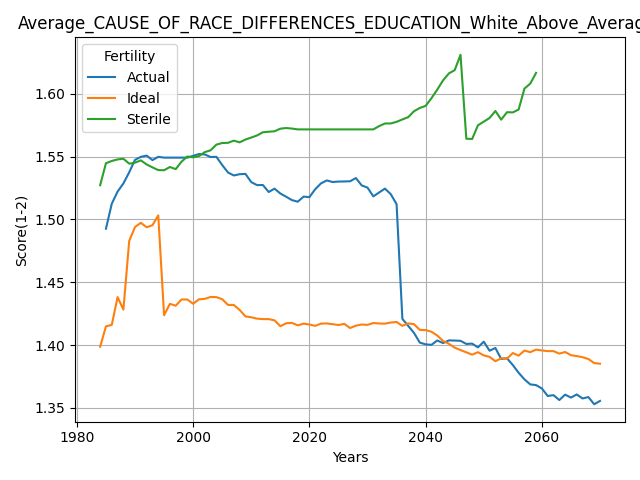 Average_CAUSE_OF_RACE_DIFFERENCES_EDUCATION_White_Above_Averag
Fertility
Actual
Ideal
Sterile
Score(1-2)
1.60
1.55
1.50
1.45
1.40
1.35
1980 2000 2020 2040 2060
Years